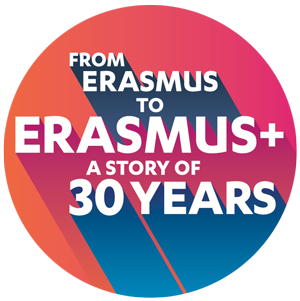 FROM
ERASMUS
TO
ERASMUS+
A STORY OF
30 YEARS